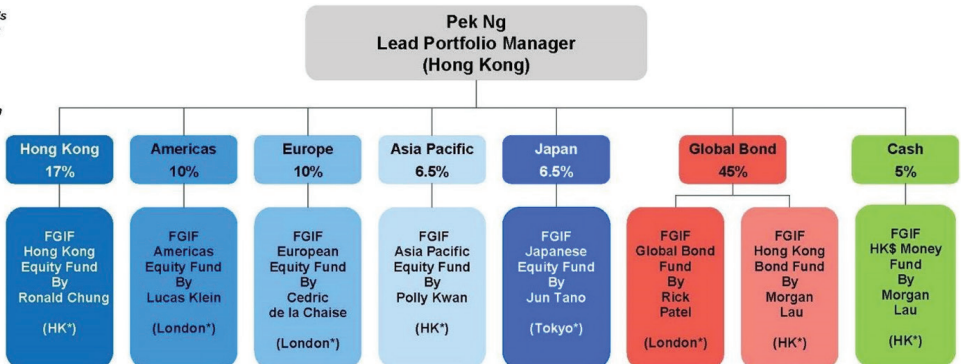 Pek Ng
Lead Portfolio Manager
(Hong Kong)
Hong Kong
17%
Americas
10%
Europe
10%
Asia Pacific
6.5%
Japan
6.5%
Global Bond
45%
Cash
5%
FGIF
Hong Kong
Equity Fund
By
Ronald Chung
(HK*)
FGIF
Americas
Equity Fund
By
Lucas Klein
(London*)
FGIF
European
Equity Fund
By
Cedric
de la Chaise
(London*)
FGIF
Asia Pacific
Equity Fund
By
Polly Kwan
(HK*)
FGIF
Japanese
Equity Fund
By
Jun Tano
(Tokyo*)
FGIF
Global Bond
Fund
By
Rick
Patel
(London*)
FGIF
Hong Kong
Bond Fund
By
Morgan
Lau
(HK*)
FGIF
HK$ Money
Fund
By
Morgan
Lau
(HK*)